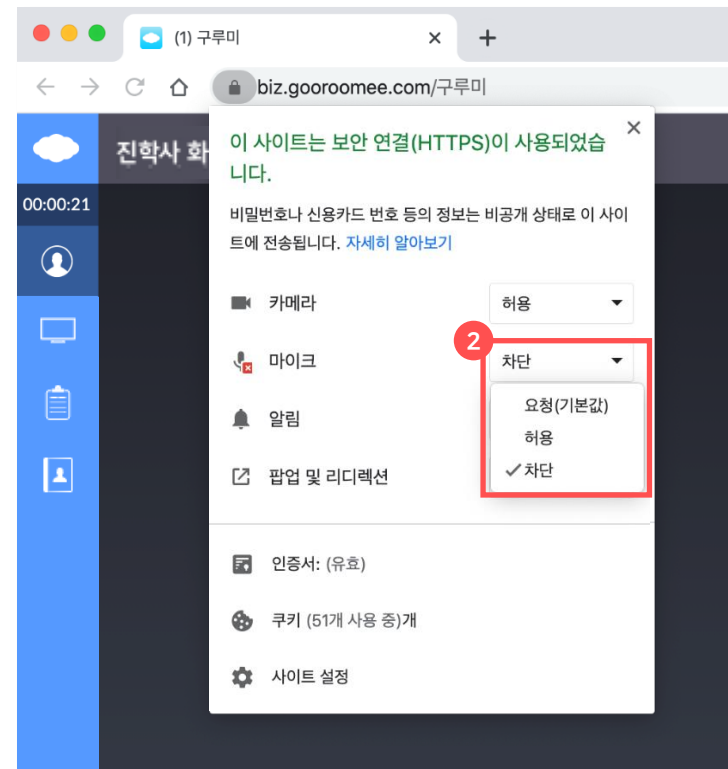 (1) 구루미
biz.gooroomee.com/구루미
진학사 화
00:00:21
이 사이트는 보안 연결(HTTPS)이 사용되었습
니다.
비밀번호나 신용카드 번호 등의 정보는 비공개 상태로 이 사이
트에 전송됩니다. 자세히 알아보기
카메라 허용
2
마이크 차단
요청(기본값)
알림
허용
팝업 및 리디렉션 차단
인증서: (유효)
쿠키 (51개 사용 중)개
사이트 설정